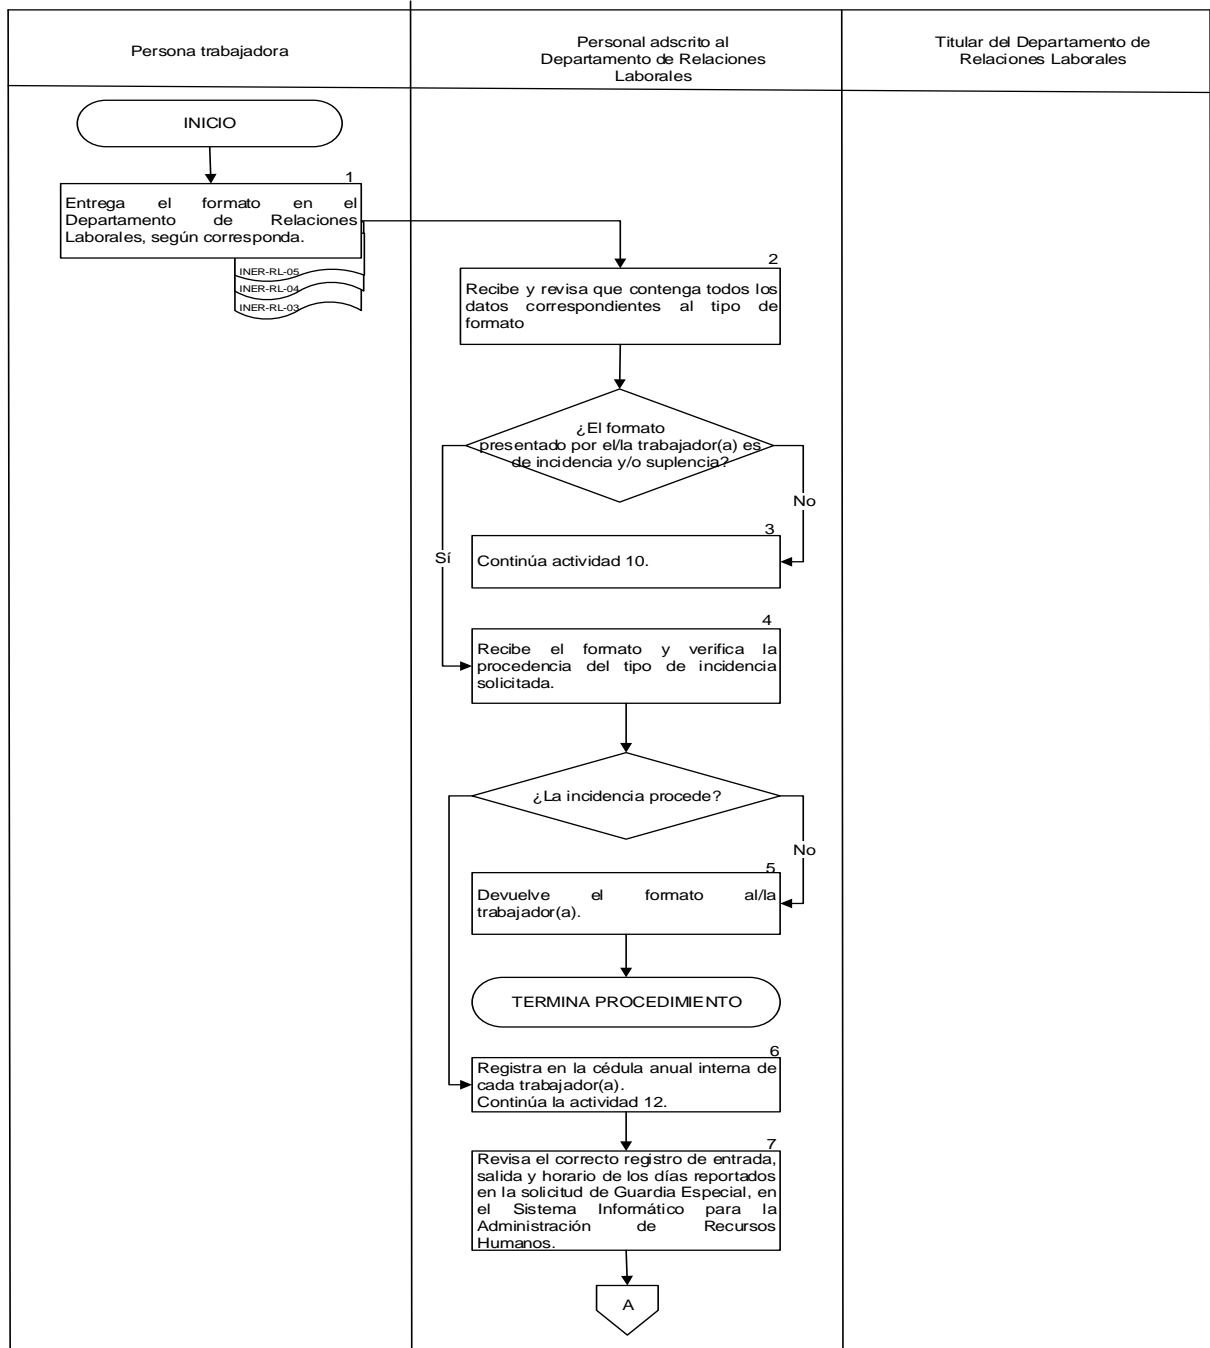 Persona trabajadora
Personal adscrito al
Departamento de Relaciones
Laborales
Titular del Departamento de
Relaciones Laborales
INICIO
1
Entrega el formato en el
Departamento de Relaciones
Laborales, según corresponda.
INER-RL-05
INER-RL-04
INER-RL-03
2
Recibe y revisa que contenga todos los
datos correspondientes al tipo de
formato
¿El formato
presentado por el/la trabajador(a) es
de incidencia y/o suplencia?
No
Sí
3
Continúa actividad 10.
4
Recibe el formato y verifica la
procedencia del tipo de incidencia
solicitada.
¿La incidencia procede?
No
5
Devuelve el formato al/la
trabajador(a).
TERMINA PROCEDIMIENTO
6
Registra en la cédula anual interna de
cada trabajador(a).
Continúa la actividad 12.
7
Revisa el correcto registro de entrada,
salida y horario de los días reportados
en la solicitud de Guardia Especial, en
el Sistema Informático para la
Administración de Recursos
Humanos.
A